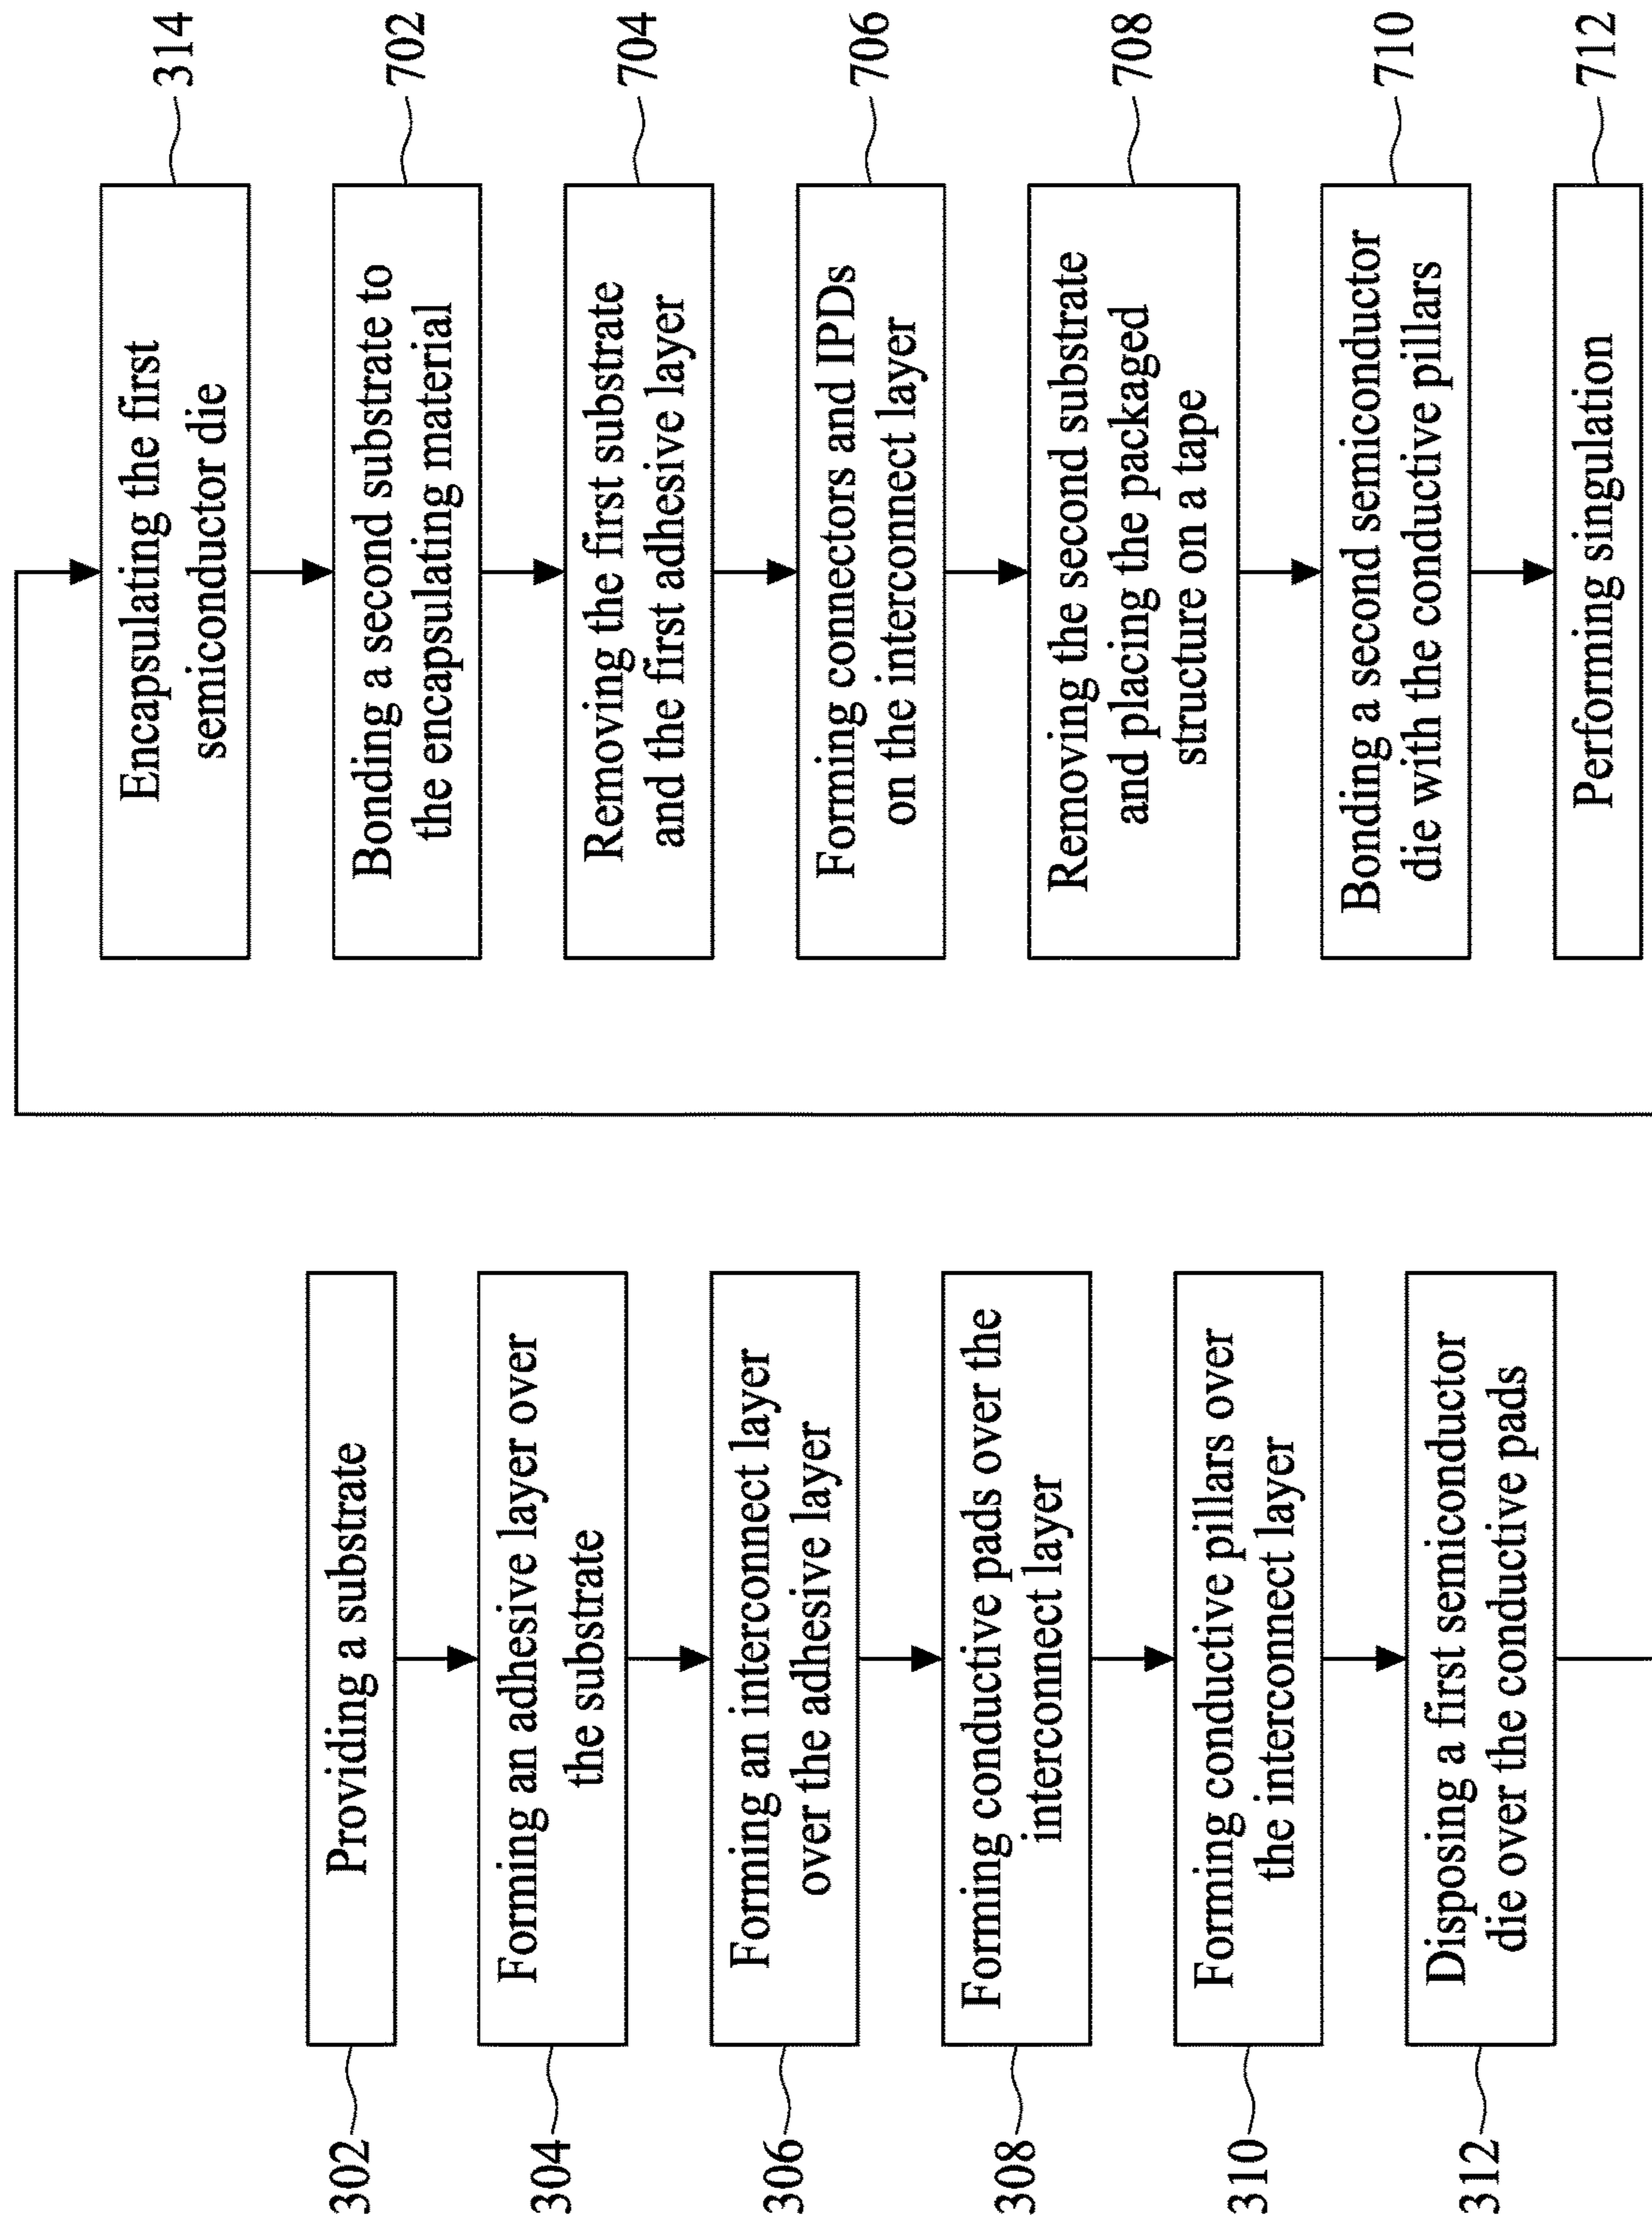 302
Providing a substrate
304
Forming an adhesive layer over
the substrate
306
Forming an interconnect layer
over the adhesive layer
308
Forming conductive pads over the
interconnect layer
310
Forming conductive pillars over
the interconnect layer
312
Disposing a first semiconductor
die over the conductive pads
Encapsulating the first
semiconductor die
314
Bonding a second substrate to
the encapsulating material
702
Removing the first substrate
and the first adhesive layer
704
Forming connectors and IPDs
on the interconnect layer
706
Removing the second substrate
and placing the packaged
structure on a tape
708
Bonding a second semiconductor
die with the conductive pillars
710
Performing singulation
712